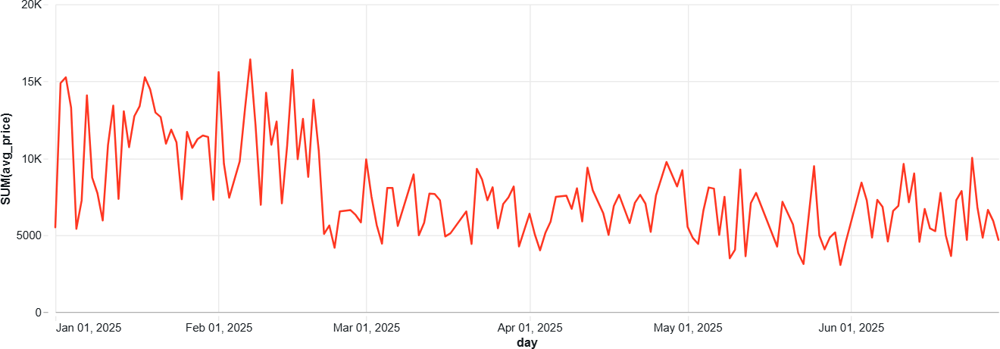 20K
15K
10K
5000
0
SUM(avg_price)
Jan 01, 2025
Feb 01, 2025
Mar 01, 2025
Apr 01, 2025
May 01, 2025
Jun 01, 2025
day